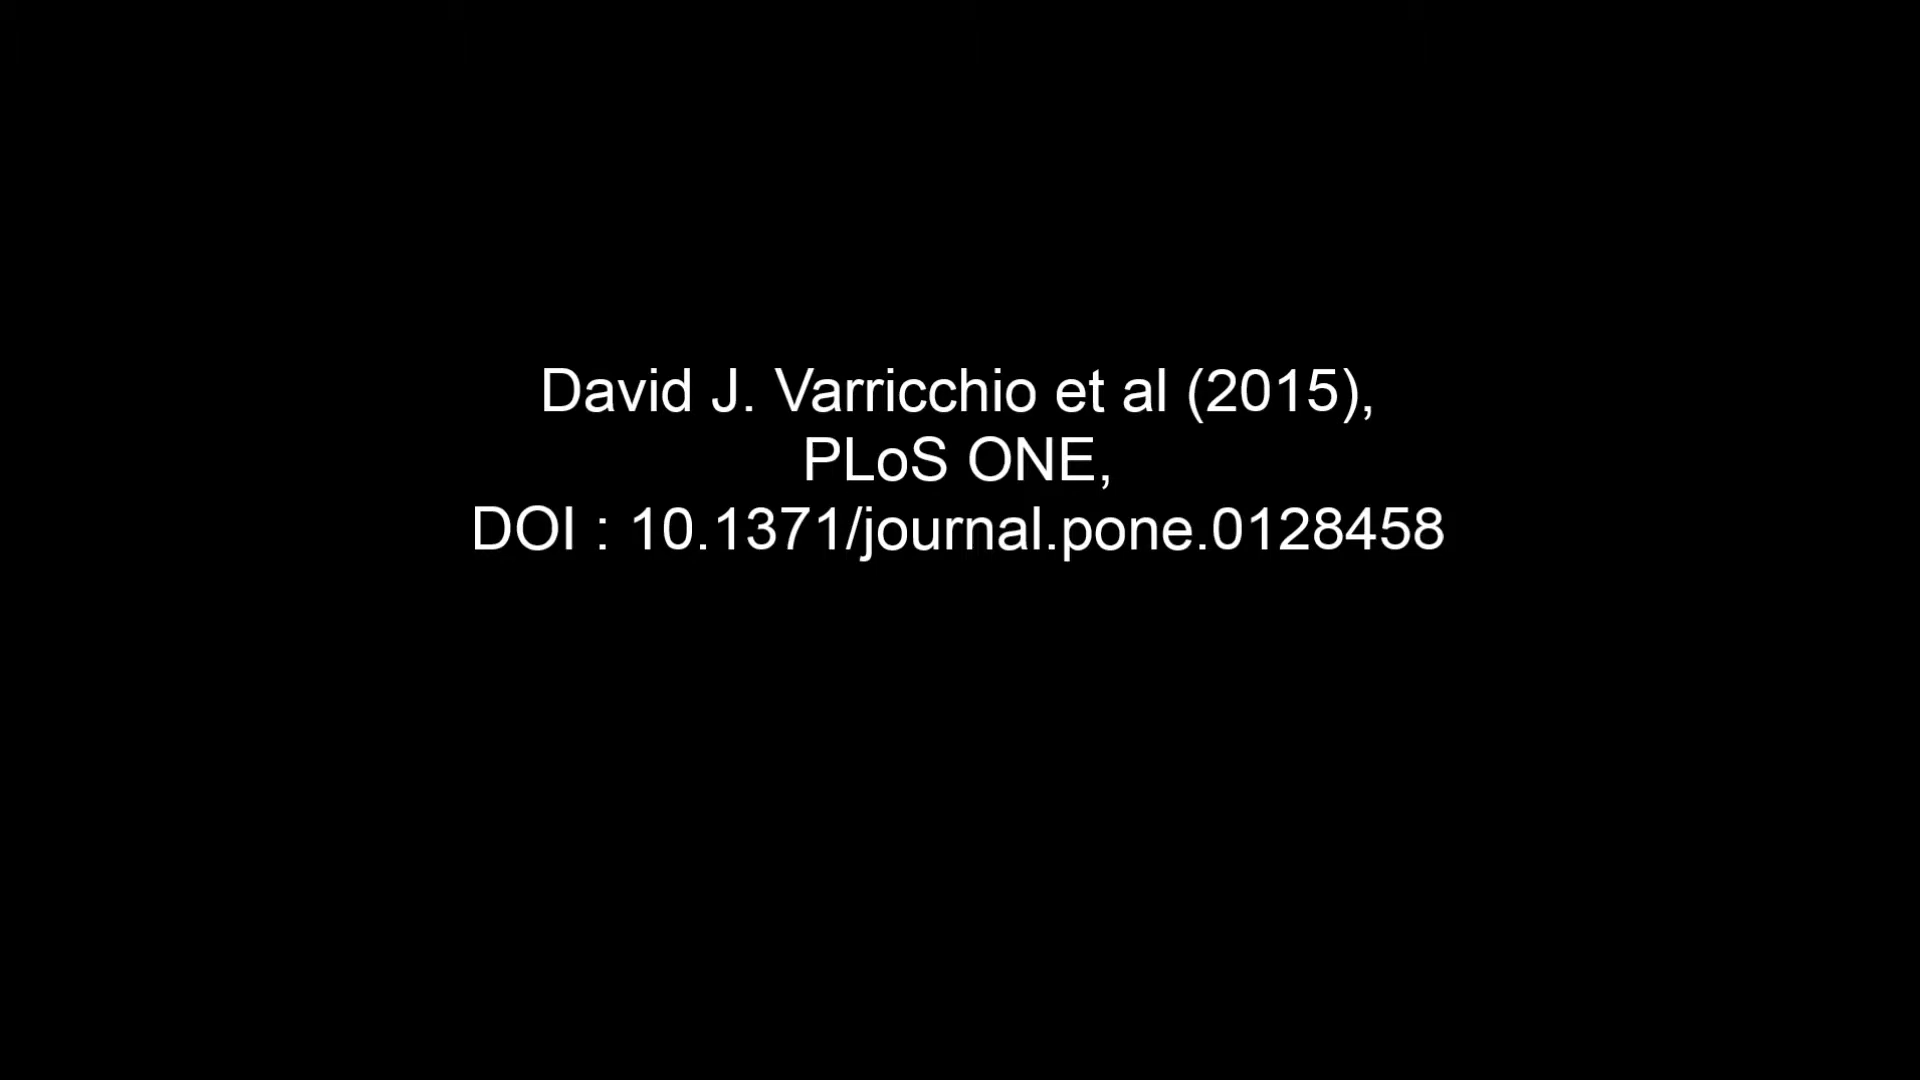 David J. Varricchio et al (2015),
PLoS ONE,
DOI : 10.1371/journal.pone.0128458